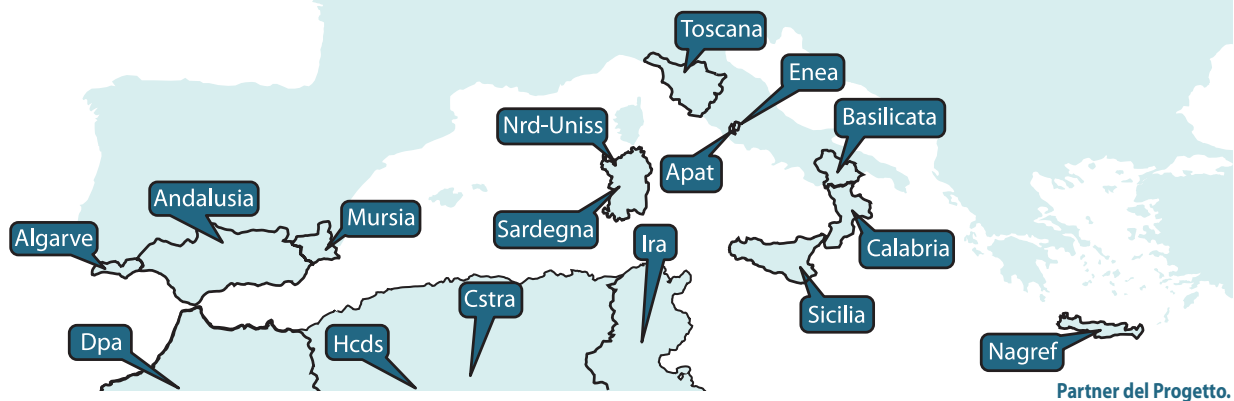 Toscana
Enea
Basilicata
Nrd-Uniss
Apat
Andalusia
Mursia
Sardegna
Algarve
Ira
Calabria
Cstra
Sicilia
Dpa
Hcds
Nagref
Partner del Progetto.